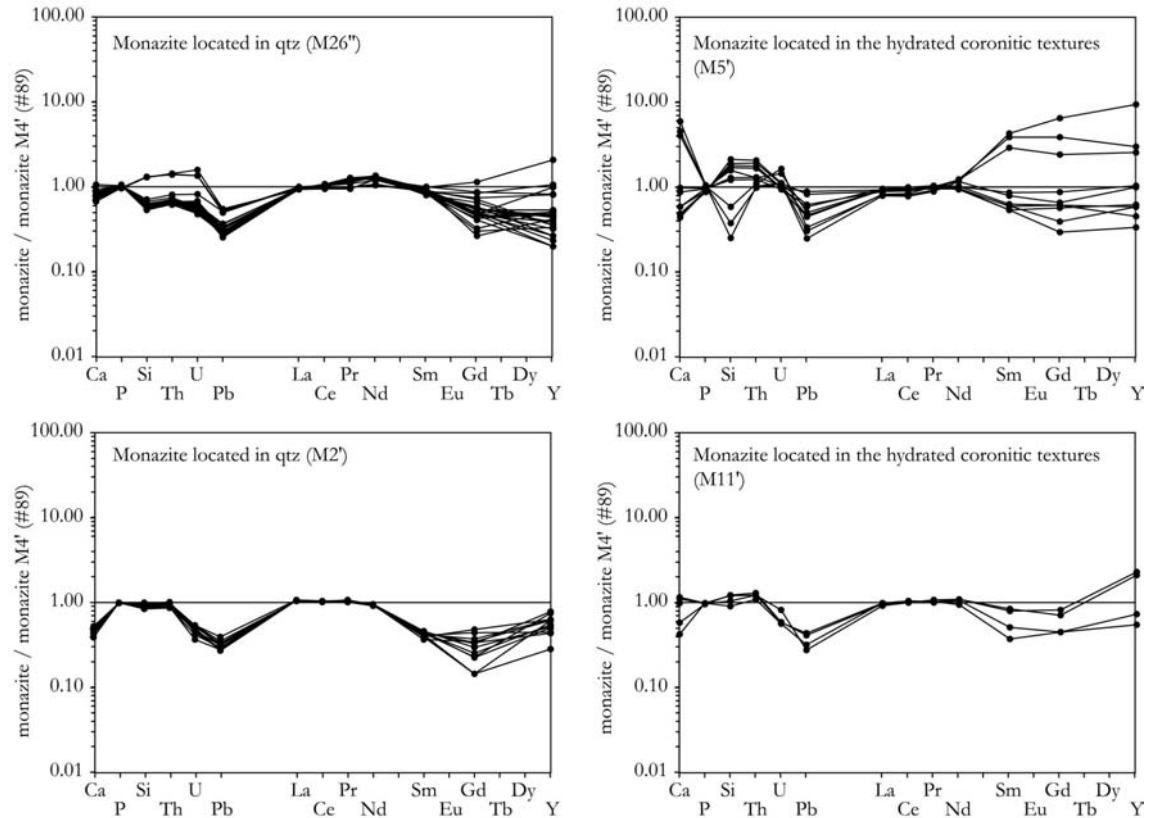 100.00
10.00
1.00
0.10
0.01
monazite / monazite M4' (#89)
Monazite located in qtz (M26")
Ca Si U La Pr Sm Gd Dy
P Th Pb Ce Nd Eu Tb Y
100.00
10.00
1.00
0.10
0.01
monazite / monazite M4' (#89)
Monazite located in the hydrated coronitic textures
(M5')
Ca Si U La Pr Sm Gd Dy
P Th Pb Ce Nd Eu Tb Y
100.00
10.00
1.00
0.10
0.01
monazite / monazite M4' (#89)
Monazite located in qtz (M2')
Ca Si U La Pr Sm Gd Dy
P Th Pb Ce Nd Eu Tb Y
100.00
10.00
1.00
0.10
0.01
monazite / monazite M4' (#89)
Monazite located in the hydrated coronitic textures
(M11')
Ca Si U La Pr Sm Gd Dy
P Th Pb Ce Nd Eu Tb Y